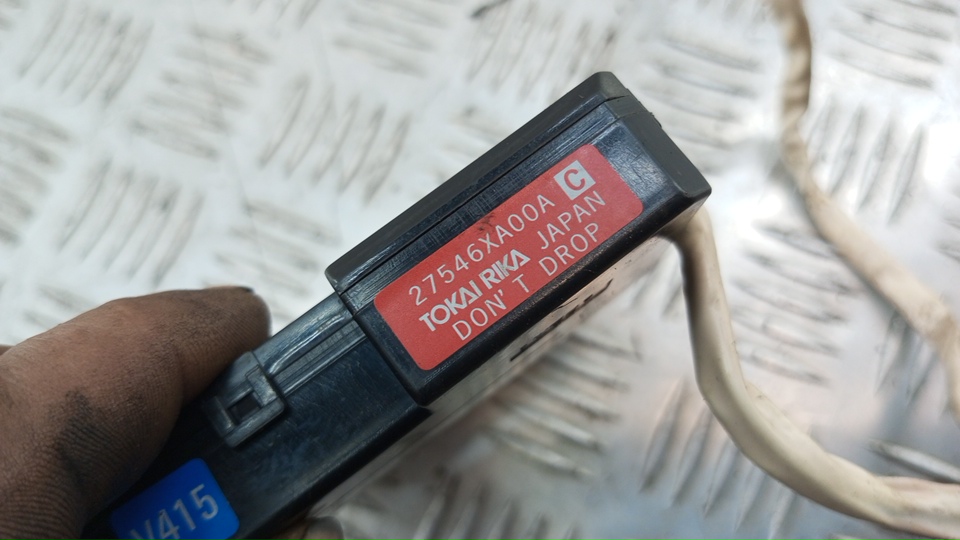 27546XA00A C
TOKAI RIKA JAPAN
DON'T DROP
V415